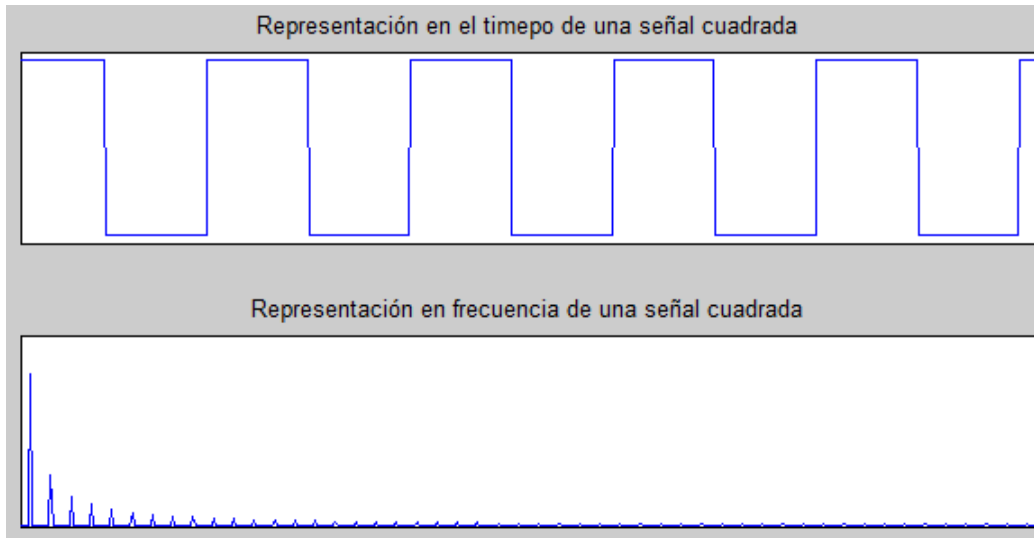 Representación en el timepo de una señal cuadrada
Representación en frecuencia de una señal cuadrada